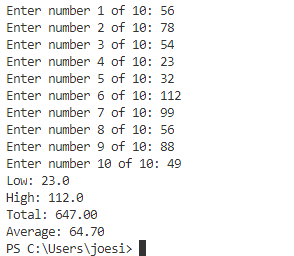 Enter number 1 of 10: 56
Enter number 2 of 10: 78
Enter number 3 of 10: 54
Enter number 4 of 10: 23
Enter number 5 of 10: 32
Enter number 6 of 10: 112
Enter number 7 of 10: 99
Enter number 8 of 10: 56
Enter number 9 of 10: 88
Enter number 10 of 10: 49
Low: 23.0
High: 112.0
Total: 647.00
Average: 64.70
PS C:\Users\joesi>